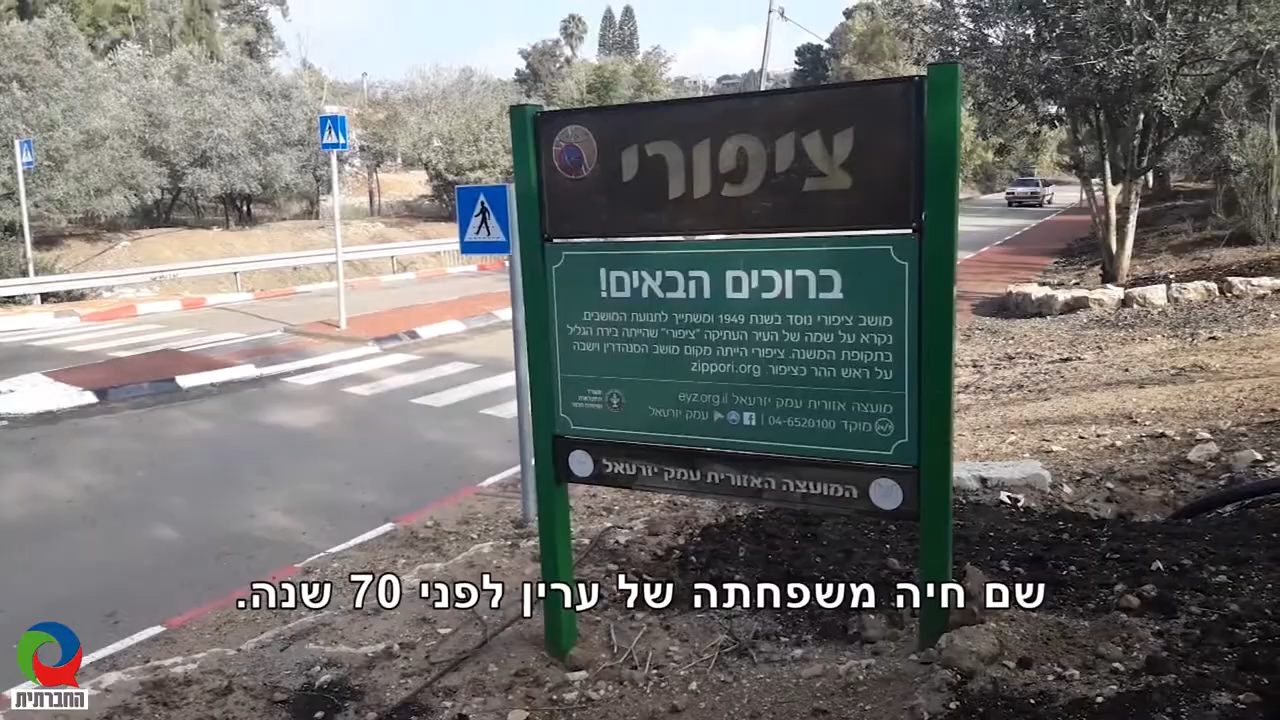 ציפורי
ברוכים הבאים!
מושב ציפורי נוסד בשנת 1949 ומשתייך לתנועת המושבים.
נקרא על שמה של העיר העתיקה "ציפורי" שהייתה בירת הגליל
בתקופת המשנה. ציפורי הייתה מקום מושב הסנהדרין וישבה
על ראש ההר כציפור. zippori.org
מועצה אזורית עמק יזרעאל eyz.org.il
מוקד 04-6520100 | עמק יזרעאל
המועצה האזורית עמק יזרעאל
שם חיה משפחתה של ערין לפני 70 שנה.
החברתית